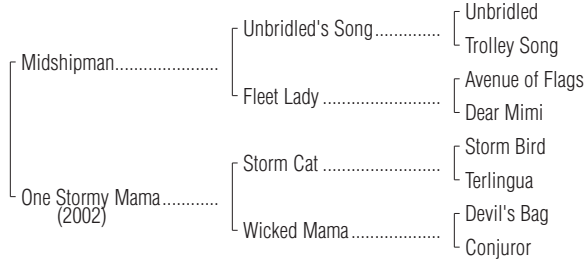 Unbridled
Unbridled's Song..............
Trolley Song
Midshipman......................
Avenue of Flags
Fleet Lady .........................
Dear Mimi
Storm Bird
Storm Cat .........................
Terlingua
One Stormy Mama............
(2002)
Devil's Bag
Wicked Mama...................
Conjuror